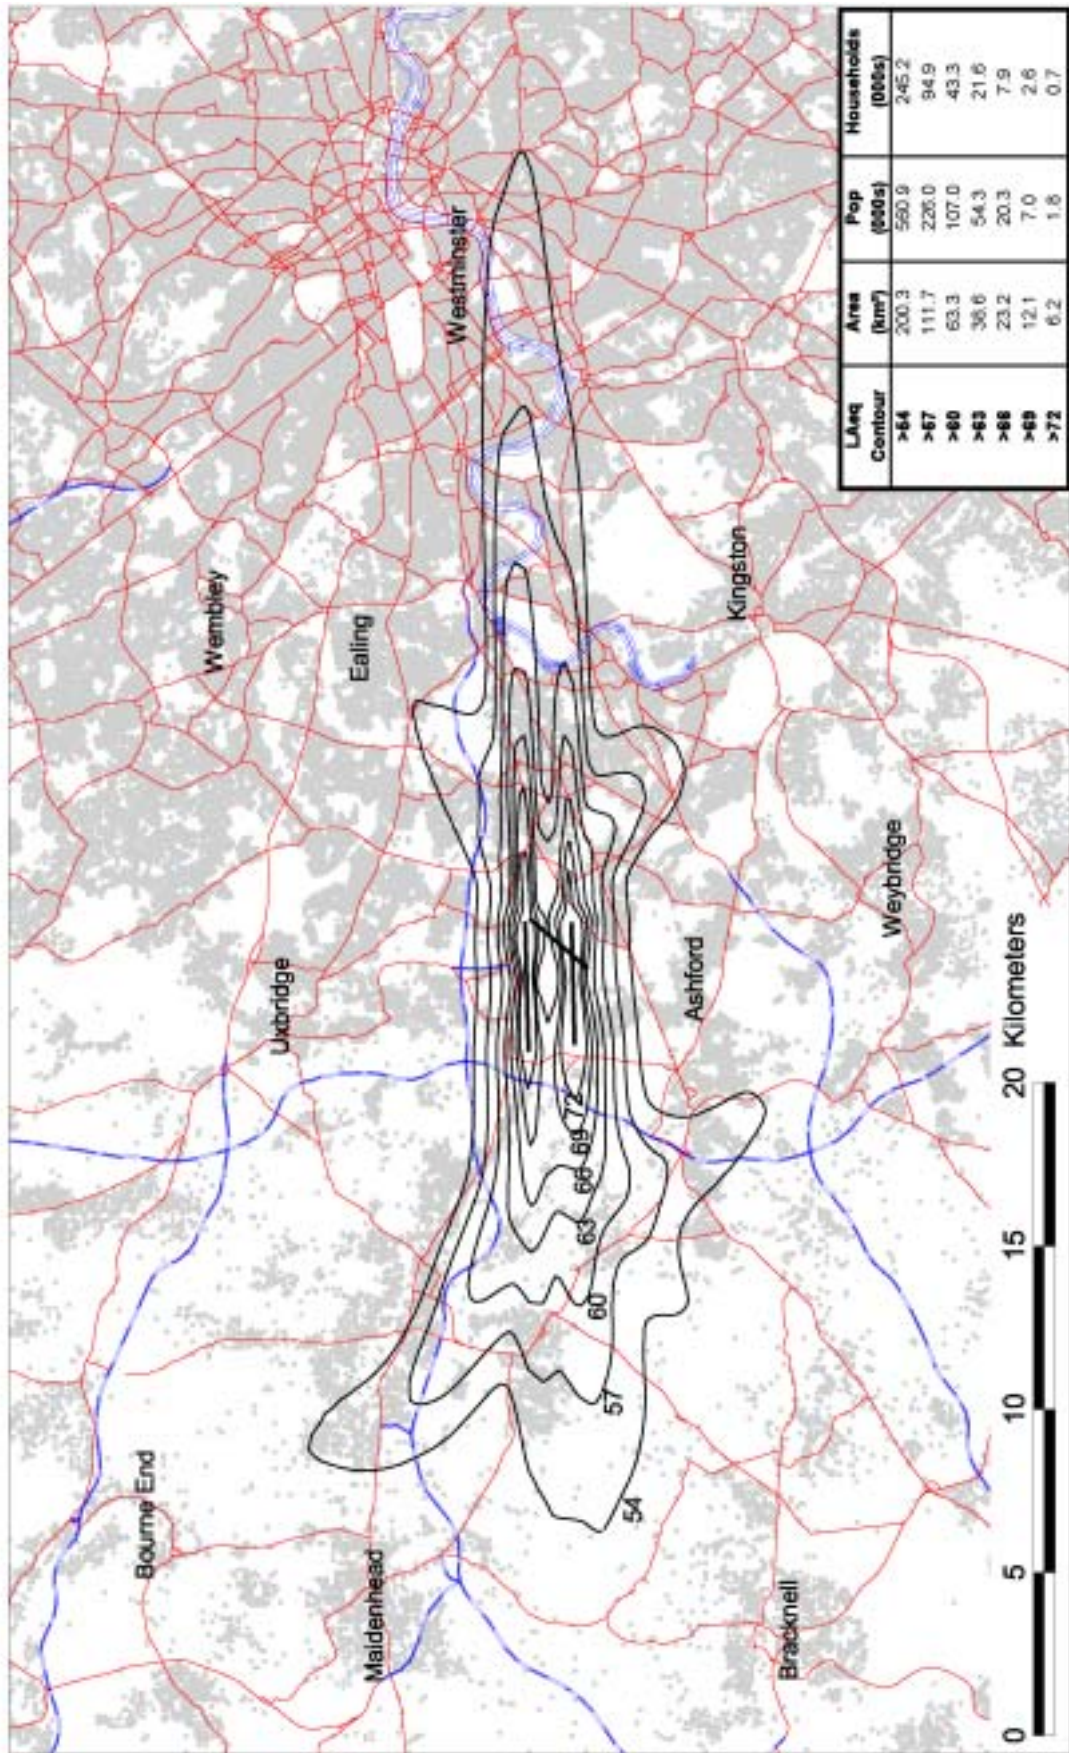 Bourne End
Wembley
Uxbridge
Ealing
Maidenhead
Westminster
72
69
66
63
60
57
54
Ashford
Kingston
Bracknell
Weybridge
0 5 10 15 20 Kilometers
LAeq Area Pop Households
Contour (km²) (000s) (000s)
>54 200.3 560.9 245.2
>57 111.7 226.0 94.9
>60 63.3 107.0 43.3
>63 38.6 54.3 21.6
>66 23.2 20.3 7.9
>69 12.1 7.0 2.6
>72 6.2 1.8 0.7